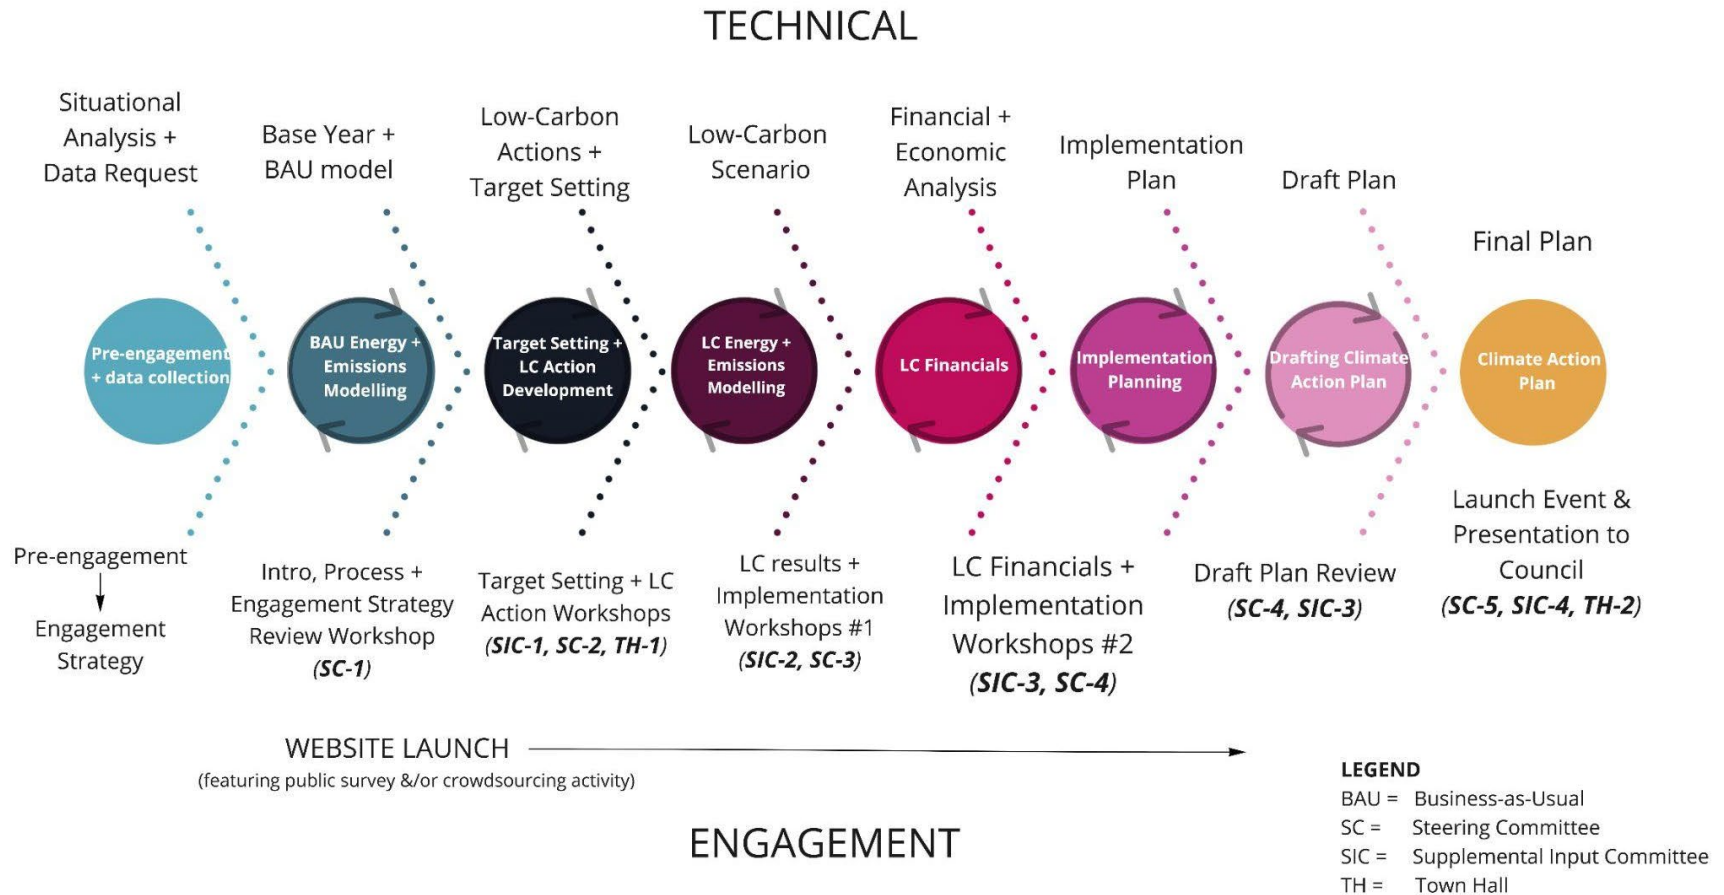 TECHNICAL
Situational
Analysis +
Data Request
Base Year +
BAU model
Low-Carbon
Actions +
Target Setting
Low-Carbon
Scenario
Financial +
Economic
Analysis
Implementation
Plan
Draft Plan
Final Plan
Pre-engagement
+ data collection
BAU Energy +
Emissions
Modelling
Target Setting +
LC Action
Development
LC Energy +
Emissions
Modelling
LC Financials
Implementation
Planning
Drafting Climate
Action Plan
Climate Action
Plan
Pre-engagement
Engagement
Strategy
Intro, Process +
Engagement Strategy
Review Workshop
(SC-1)
Target Setting + LC
Action Workshops
(SIC-1, SC-2, TH-1)
LC results +
Implementation
Workshops #1
(SIC-2, SC-3)
LC Financials +
Implementation
Workshops #2
(SIC-3, SC-4)
Draft Plan Review
(SC-4, SIC-3)
Launch Event &
Presentation to
Council
(SC-5, SIC-4, TH-2)
WEBSITE LAUNCH
(featuring public survey &/or crowdsourcing activity)
ENGAGEMENT
LEGEND
BAU = Business-as-Usual
SC = Steering Committee
SIC = Supplemental Input Committee
TH = Town Hall